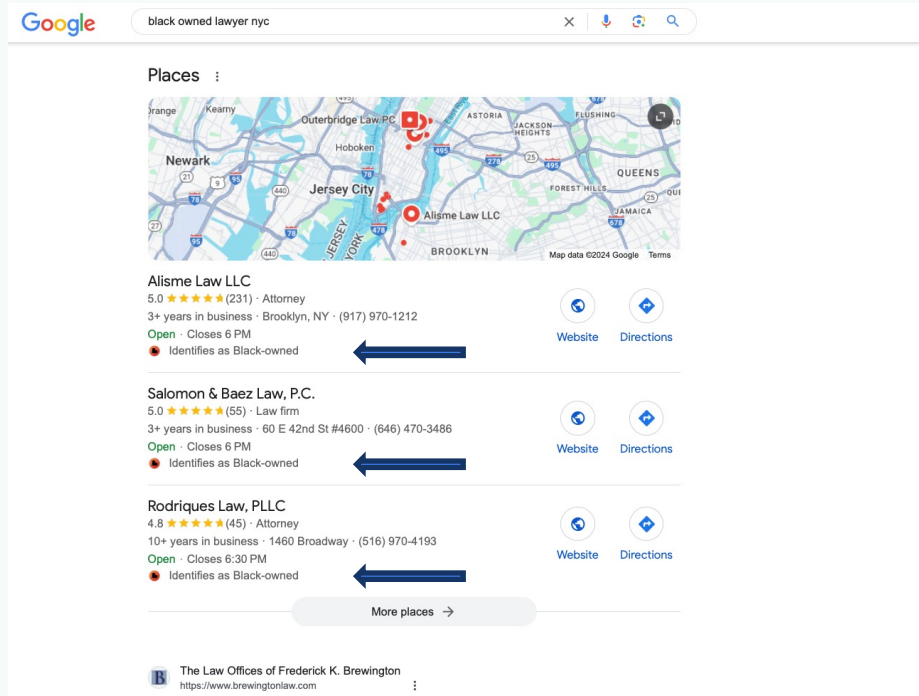 Google
black owned lawyer nyc
Places
Orange
Kearny
Outerbridge Law PC
ASTORIA
FLUSHING
JACKSON
HEIGHTS
Hoboken
Newark
QUEENS
Jersey City
FOREST HILLS
JAMAICA
Alisme Law LLC
JERSEY
YORK
BROOKLYN
Map data ©2024 Google Terms
Alisme Law LLC
5.0 (231) · Attorney
3+ years in business · Brooklyn, NY · (917) 970-1212
Open · Closes 6 PM
Identifies as Black-owned
Website Directions
Salomon & Baez Law, P.C.
5.0 (55) · Law firm
3+ years in business · 60 E 42nd St #4600 · (646) 470-3486
Open · Closes 6 PM
Identifies as Black-owned
Website Directions
Rodriques Law, PLLC
4.8 (45) · Attorney
10+ years in business · 1460 Broadway · (516) 970-4193
Open · Closes 6:30 PM
Identifies as Black-owned
Website Directions
More places
B
The Law Offices of Frederick K. Brewington
https://www.brewingtonlaw.com